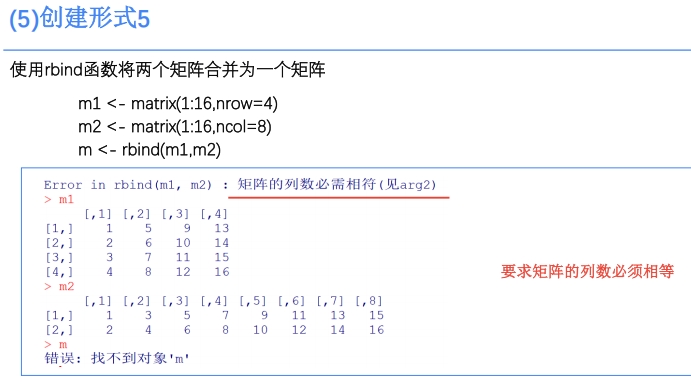 (5)创建形式5
使用rbind函数将两个矩阵合并为一个矩阵
m1 <- matrix(1:16,nrow=4)
m2 <- matrix(1:16,ncol=8)
m <- rbind(m1,m2)
Error in rbind(m1, m2) : 矩阵的列数必需相符(见arg2)
> m1
     [,1] [,2] [,3] [,4]
[1,]    1    5    9   13
[2,]    2    6   10   14
[3,]    3    7   11   15
[4,]    4    8   12   16
要求矩阵的列数必须相等
> m2
     [,1] [,2] [,3] [,4] [,5] [,6] [,7] [,8]
[1,]    1    3    5    7    9   11   13   15
[2,]    2    4    6    8   10   12   14   16
> m
错误: 找不到对象'm'